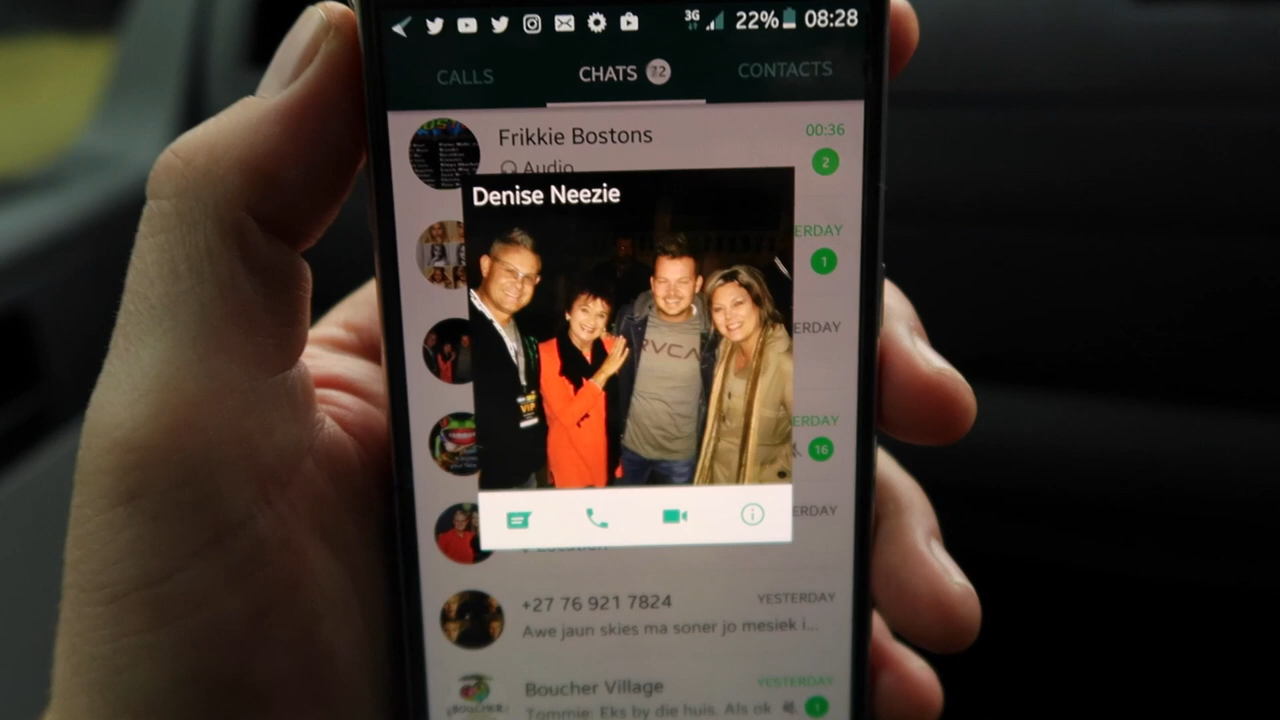 3G 22% 08:28
CALLS CHATS 72 CONTACTS
Frikkie Bostons 00:36
Audio 2
Denise Neezie
ERDAY
1
ERDAY
RVCA
VIP
ERDAY
16
ERDAY
+27 76 921 7824 YESTERDAY
Awe jaun skies ma soner jo mesiek i...
Boucher Village YESTERDAY
Tommie: Eks by die huis. Als ok 1
BOUCHER